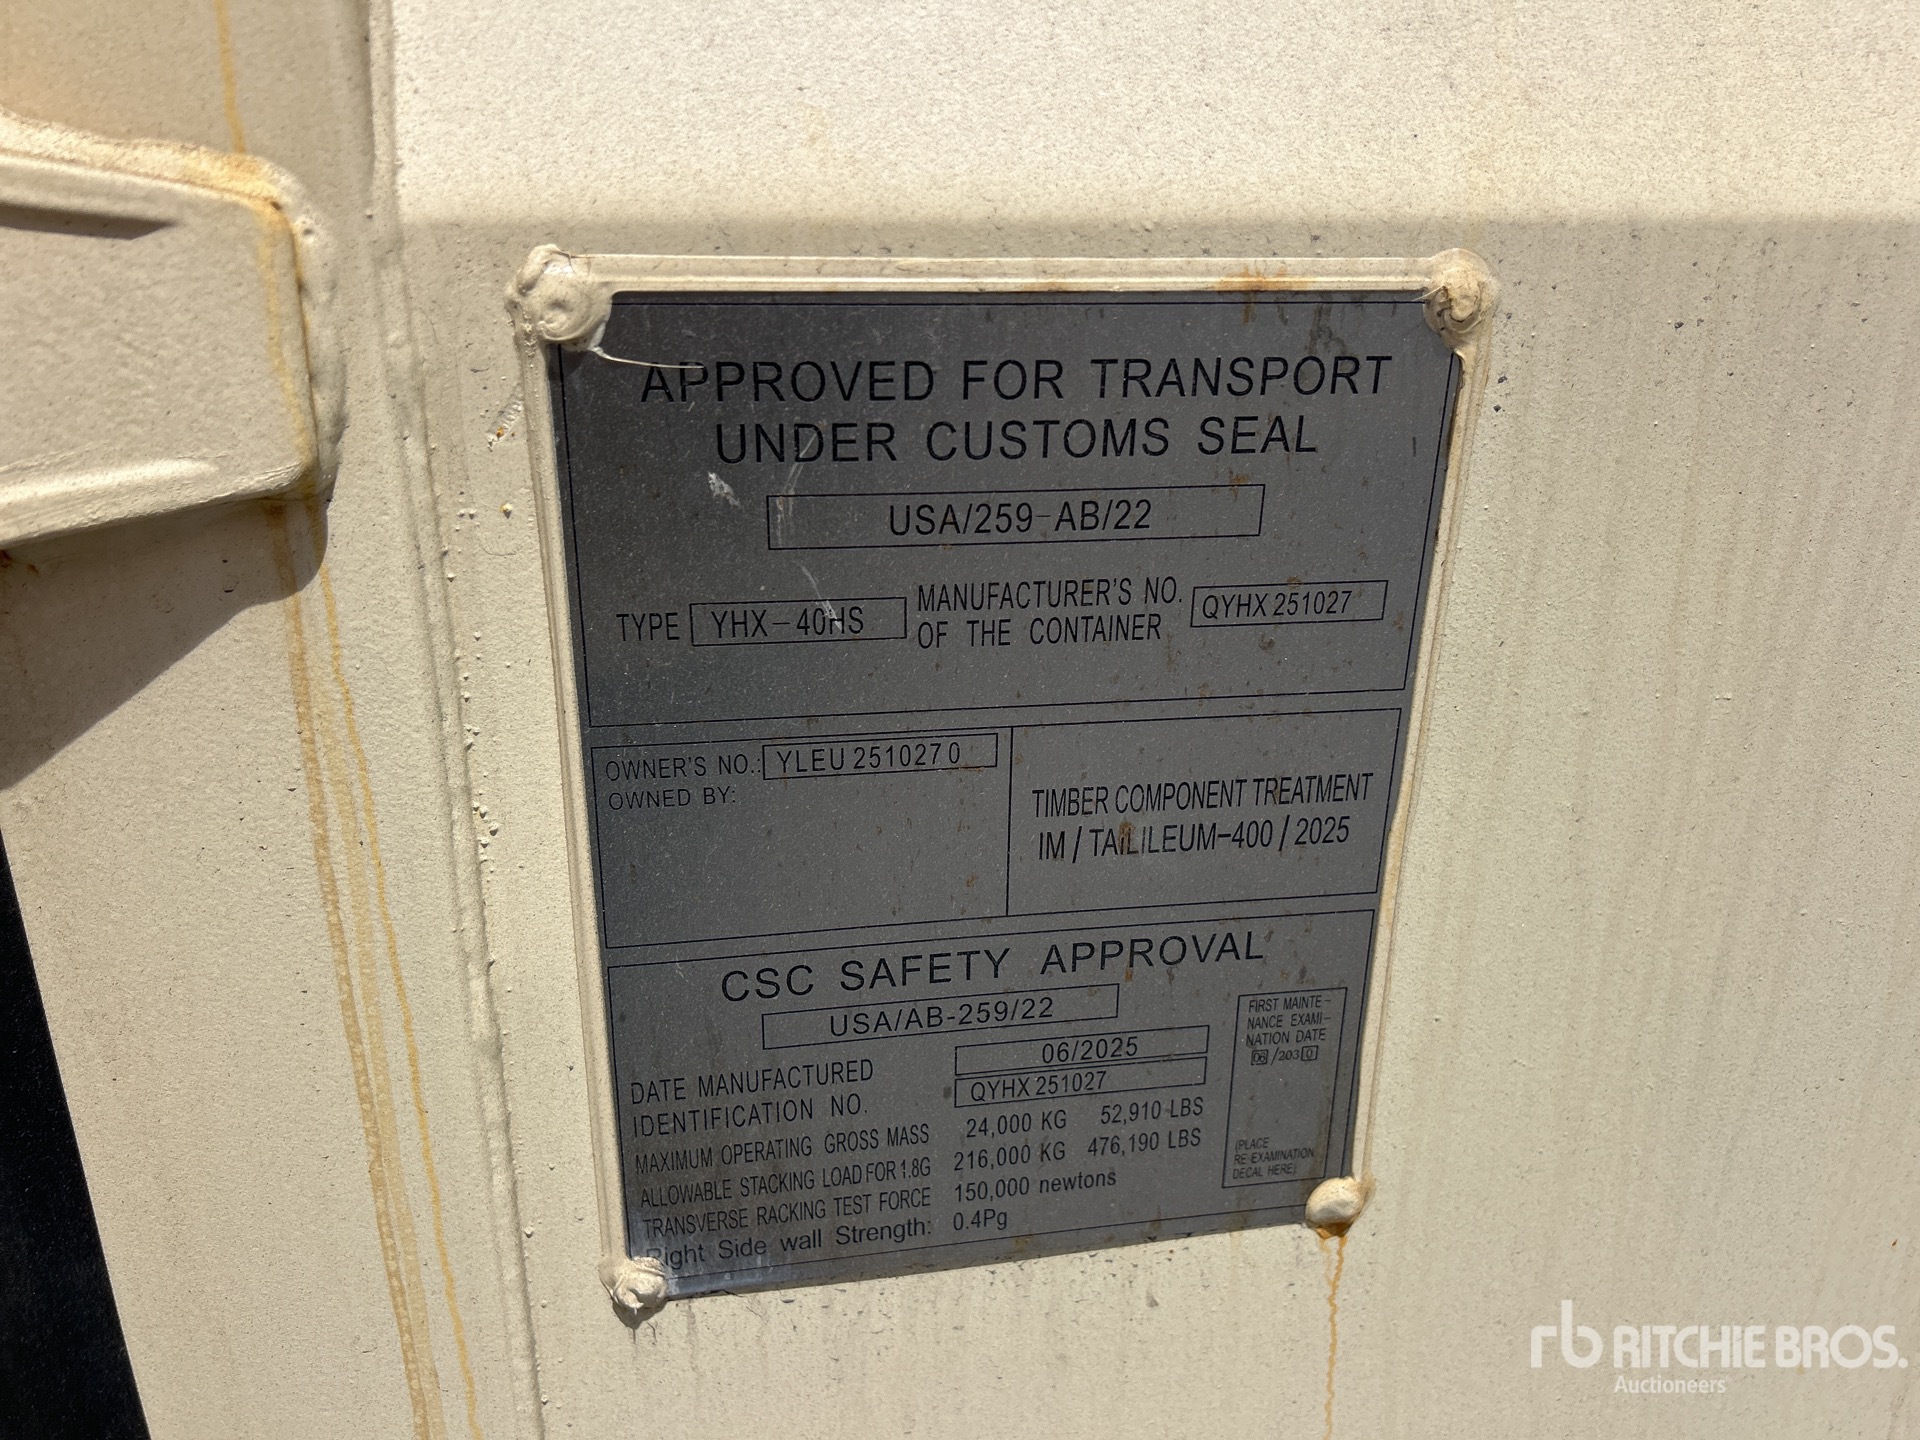 APPROVED FOR TRANSPORT
UNDER CUSTOMS SEAL
USA/259-AB/22
TYPE YHX-40HS
MANUFACTURER'S NO.
OF THE CONTAINER
QYHX 251027
OWNER'S NO.: YLEU 251027 0
OWNED BY:
TIMBER COMPONENT TREATMENT
IM / TAILILEUM-400 / 2025
CSC SAFETY APPROVAL
USA/AB-259/22
DATE MANUFACTURED 06/2025
IDENTIFICATION NO. QYHX 251027
MAXIMUM OPERATING GROSS MASS 24,000 KG 52,910 LBS
ALLOWABLE STACKING LOAD FOR 1.8G 216,000 KG 476,190 LBS
TRANSVERSE RACKING TEST FORCE 150,000 newtons
Right Side wall Strength: 0.4Pg
FIRST MAINTE-
NANCE EXAMI-
NATION DATE
06/2030
(PLACE
RE EXAMINATION
DECAL HERE)
rb RITCHIE BROS.
Auctioneers